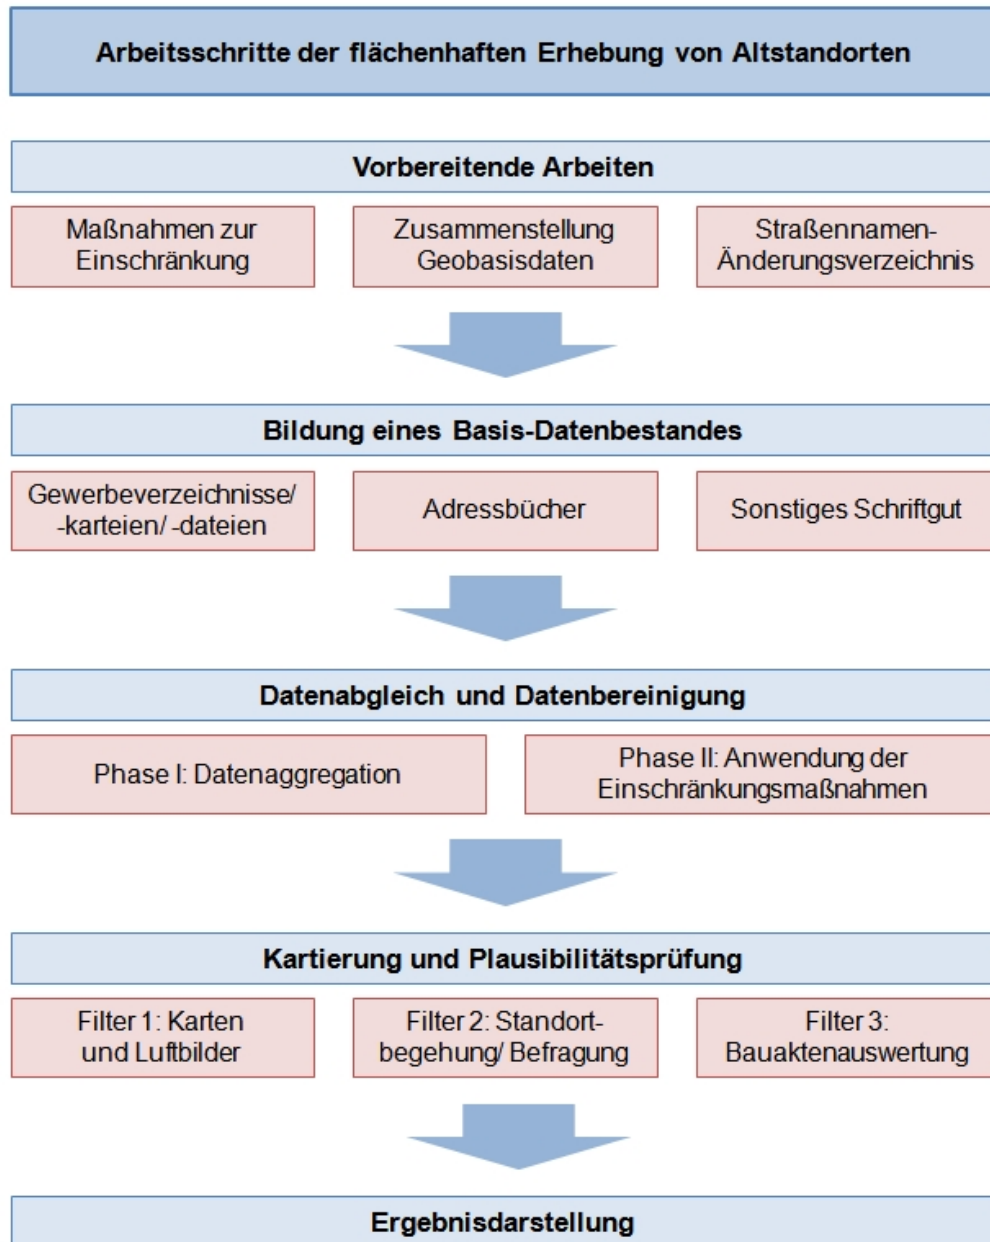 Arbeitsschritte der flächenhaften Erhebung von Altstandorten
Vorbereitende Arbeiten
Maßnahmen zur
Einschränkung
Zusammenstellung
Geobasisdaten
Straßennamen-
Änderungsverzeichnis
Bildung eines Basis-Datenbestandes
Gewerbeverzeichnisse/
-karteien/ -dateien
Adressbücher
Sonstiges Schriftgut
Datenabgleich und Datenbereinigung
Phase I: Datenaggregation
Phase II: Anwendung der
Einschränkungsmaßnahmen
Kartierung und Plausibilitätsprüfung
Filter 1: Karten
und Luftbilder
Filter 2: Standort-
begehung/ Befragung
Filter 3:
Bauaktenauswertung
Ergebnisdarstellung